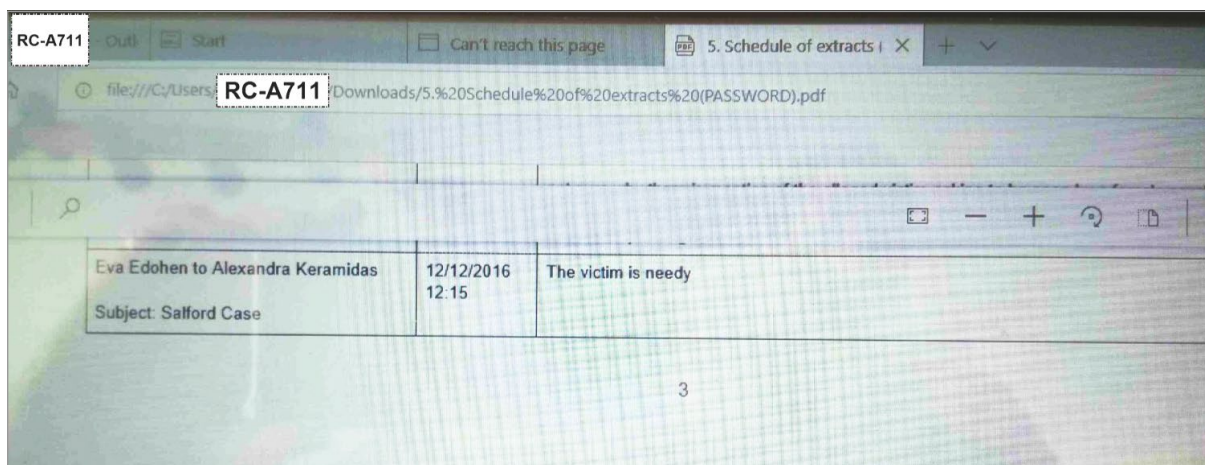 RC-A711
Outl Start Can't reach this page PDF 5. Schedule of extracts
file:///C:/Users/ RC-A711 /Downloads/5.%20Schedule%20of%20extracts%20(PASSWORD).pdf
Eva Edohen to Alexandra Keramidas 12/12/2016 The victim is needy
12:15
Subject: Salford Case
3